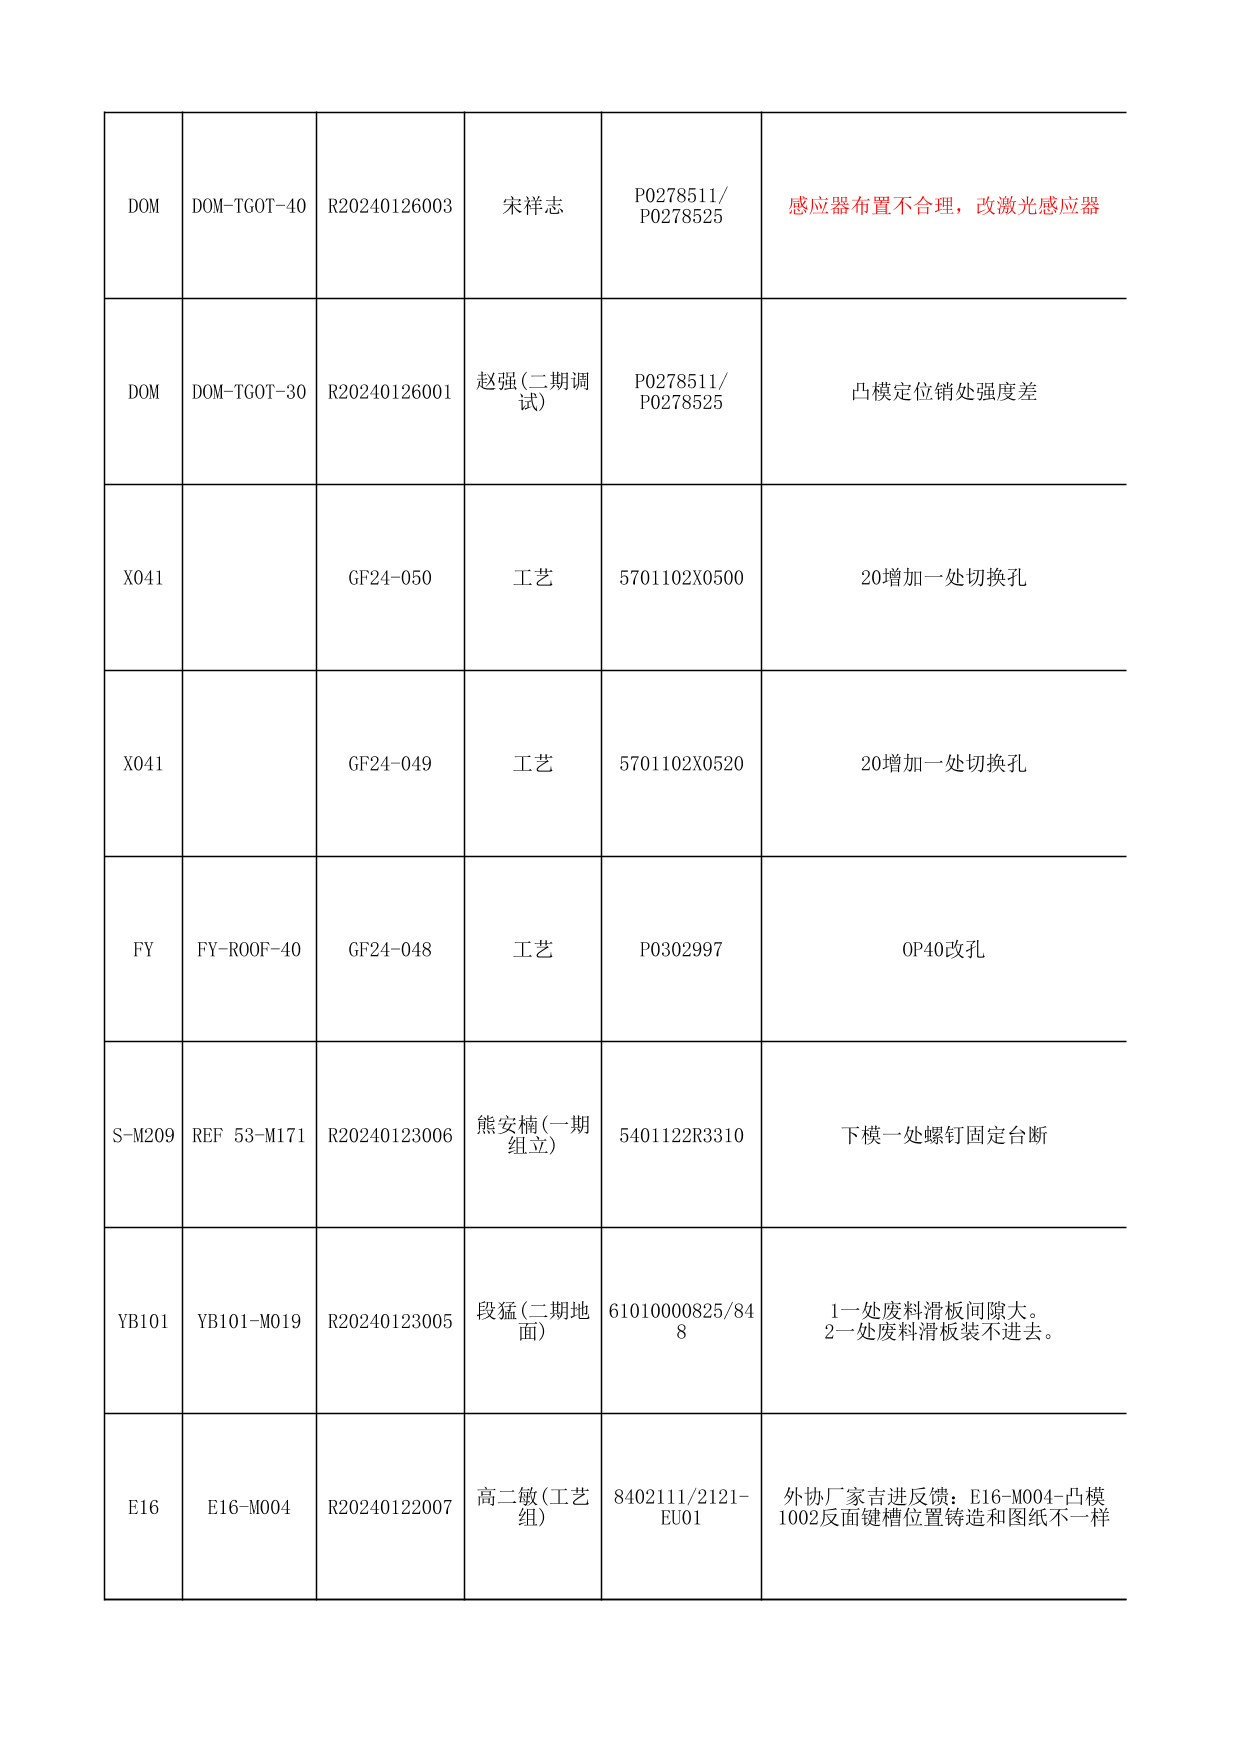 DOM DOM-TGOT-40 R20240126003 宋祥志 P0278511/ P0278525 感应器布置不合理，改激光感应器
DOM DOM-TGOT-30 R20240126001 赵强(二期调试) P0278511/ P0278525 凸模定位销处强度差
X041 GF24-050 工艺 5701102X0500 20增加一处切换孔
X041 GF24-049 工艺 5701102X0520 20增加一处切换孔
FY FY-ROOF-40 GF24-048 工艺 P0302997 OP40改孔
S-M209 REF 53-M171 R20240123006 熊安楠(一期组立) 5401122R3310 下模一处螺钉固定台断
YB101 YB101-M019 R20240123005 段猛(二期地面) 61010000825/848 1一处废料滑板间隙大。
2一处废料滑板装不进去。
E16 E16-M004 R20240122007 高二敏(工艺组) 8402111/2121-EU01 外协厂家吉进反馈：E16-M004-凸模
1002反面键槽位置铸造和图纸不一样